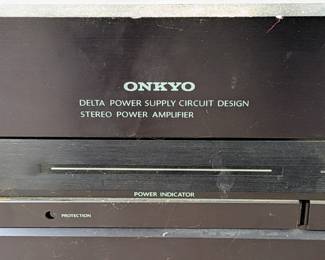 ONKYO
DELTA POWER SUPPLY CIRCUIT DESIGN
STEREO POWER AMPLIFIER
POWER INDICATOR
PROTECTION